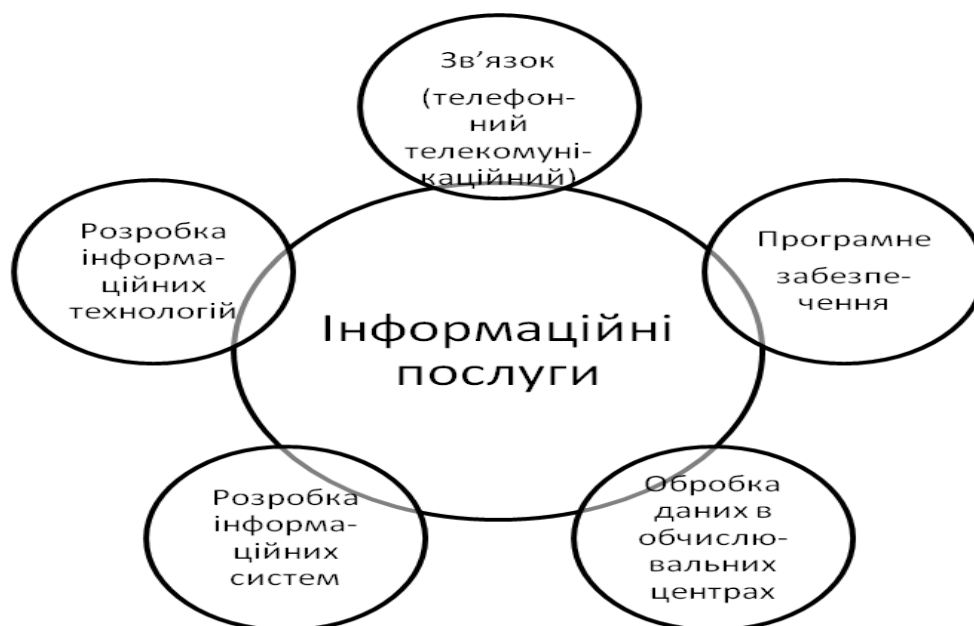 Зв’язок
(телефон-
ний
телекомуні-
каційний)
Розробка
інформа-
ційних
технологій
Програмне
забезпе-
чення
Інформаційні
послуги
Розробка
інформа-
ційних
систем
Обробка
даних в
обчислю-
вальних
центрах